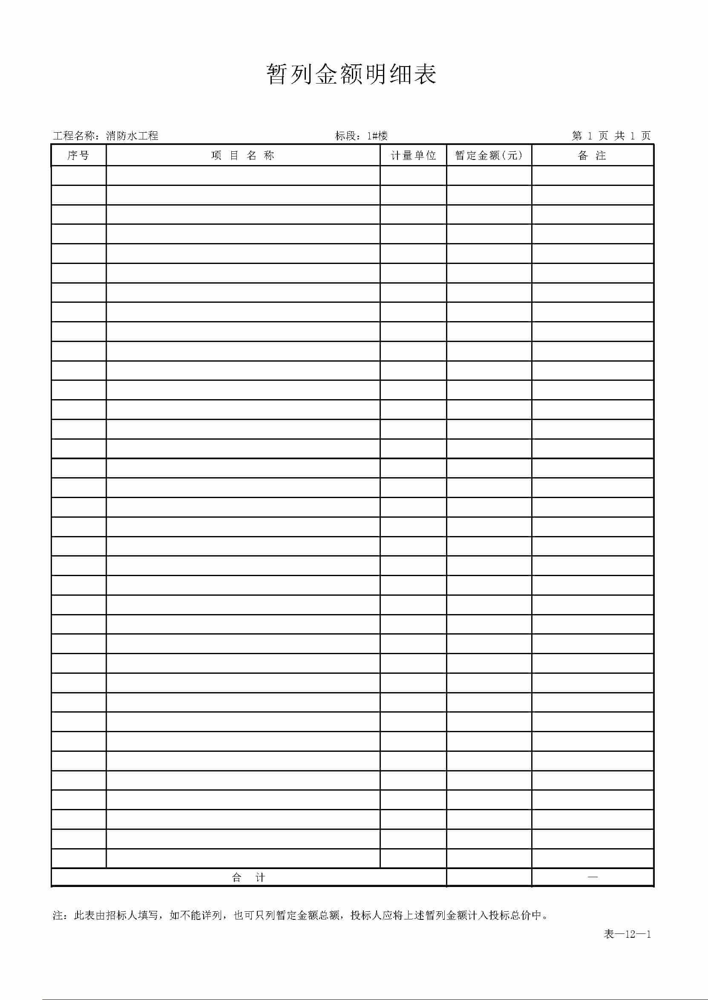 暂列金额明细表
工程名称：消防水工程 标段：1#楼 第 1 页 共 1 页
序号 项 目 名 称 计量单位 暂定金额(元) 备 注
合 计 —
注：此表由招标人填写，如不能详列，也可只列暂定金额总额，投标人应将上述暂列金额计入投标总价中。
表—12—1